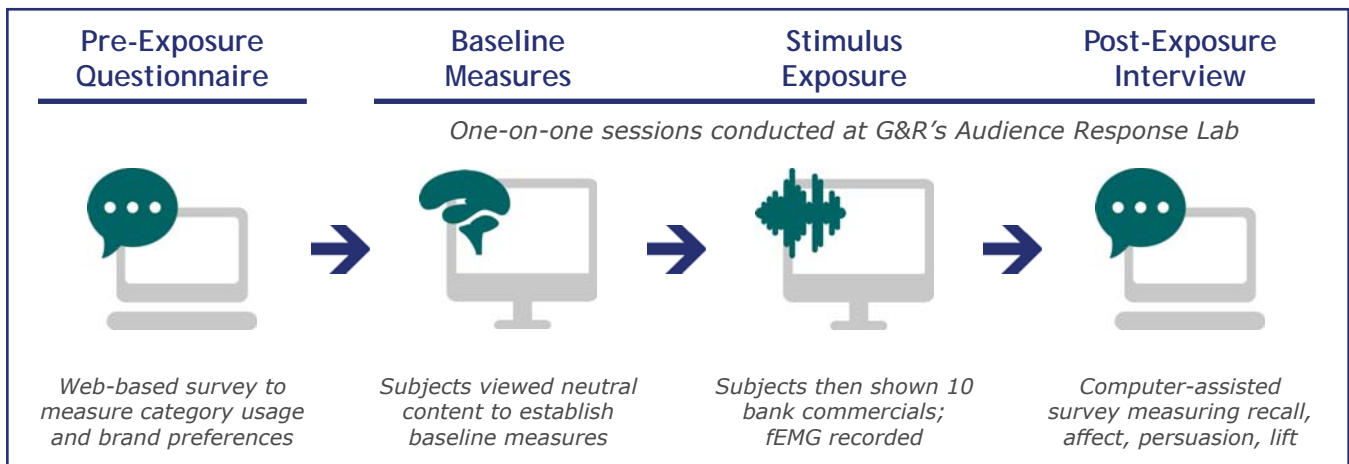 Pre-Exposure
Questionnaire
Baseline
Measures
Stimulus
Exposure
Post-Exposure
Interview
One-on-one sessions conducted at G&R's Audience Response Lab
Web-based survey to
measure category usage
and brand preferences
Subjects viewed neutral
content to establish
baseline measures
Subjects then shown 10
bank commercials;
fEMG recorded
Computer-assisted
survey measuring recall,
affect, persuasion, lift